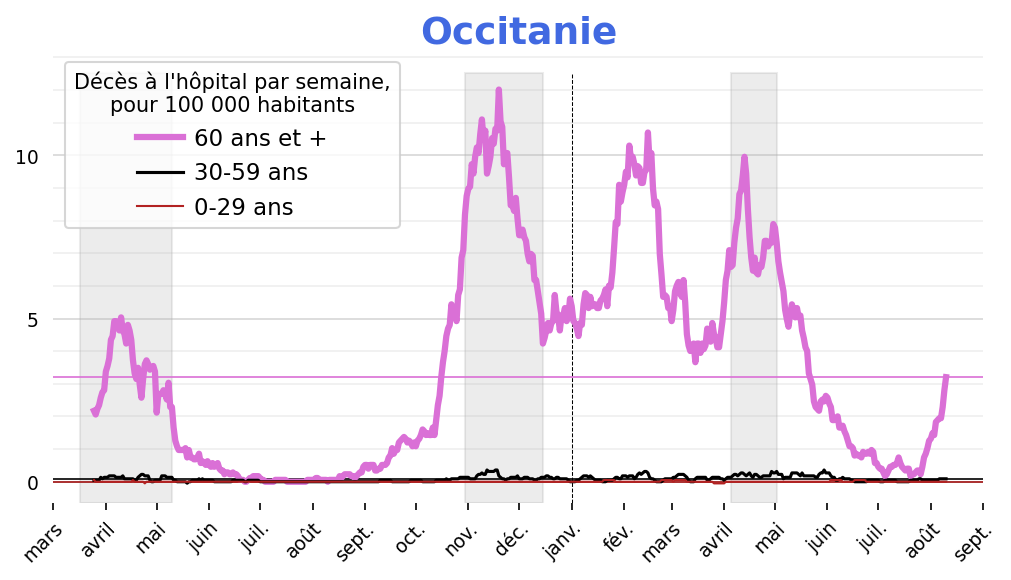 Occitanie
Décès à l'hôpital par semaine,
pour 100 000 habitants
60 ans et +
30-59 ans
0-29 ans
10
5
0
mars
avril
mai
juin
juil.
août
sept.
oct.
nov.
déc.
janv.
fév.
mars
avril
mai
juin
juil.
août
sept.